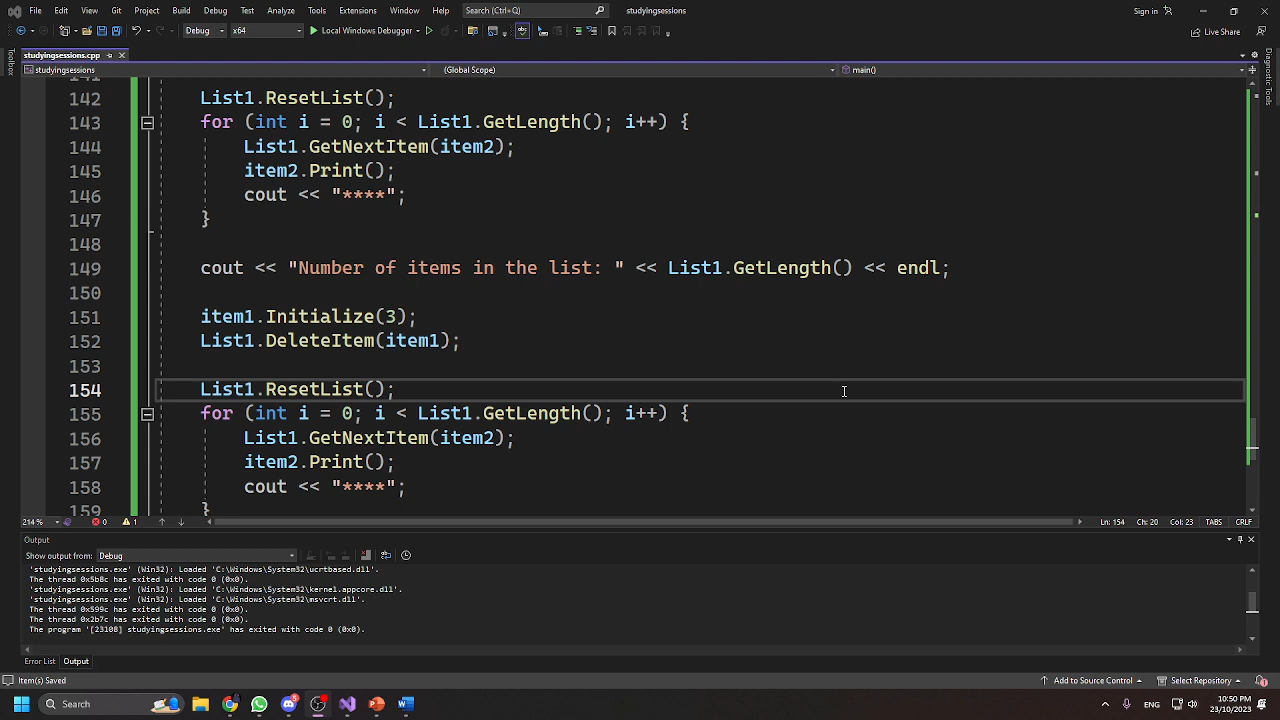 File Edit View Git Project Build Debug Test Analyze Tools Extensions Window Help Search (Ctrl+Q) studyingsessions Sign in
Debug x64 Local Windows Debugger Live Share
studyingsessions.cpp
studyingsessions (Global Scope) main()
Toolbox
Diagnostic Tools
141
142 List1.ResetList();
143 for (int i = 0; i < List1.GetLength(); i++) {
144 List1.GetNextItem(item2);
145 item2.Print();
146 cout << "****";
147 }
148
149 cout << "Number of items in the list: " << List1.GetLength() << endl;
150
151 item1.Initialize(3);
152 List1.DeleteItem(item1);
153
154 List1.ResetList();
155 for (int i = 0; i < List1.GetLength(); i++) {
156 List1.GetNextItem(item2);
157 item2.Print();
158 cout << "****";
159 }
214 % 0 1 Ln: 154 Ch: 20 Col: 23 TABS CRLF
Output
Show output from: Debug
'studyingsessions.exe' (Win32): Loaded 'C:\Windows\System32\ucrtbased.dll'.
The thread 0x5b8c has exited with code 0 (0x0).
'studyingsessions.exe' (Win32): Loaded 'C:\Windows\System32\kernel.appcore.dll'.
'studyingsessions.exe' (Win32): Loaded 'C:\Windows\System32\msvcrt.dll'.
The thread 0x599c has exited with code 0 (0x0).
The thread 0x2b7c has exited with code 0 (0x0).
The program '[23108] studyingsessions.exe' has exited with code 0 (0x0).
Error List Output
Item(s) Saved Add to Source Control Select Repository 1
Search 5 ENG 10:50 PM
23/10/2023